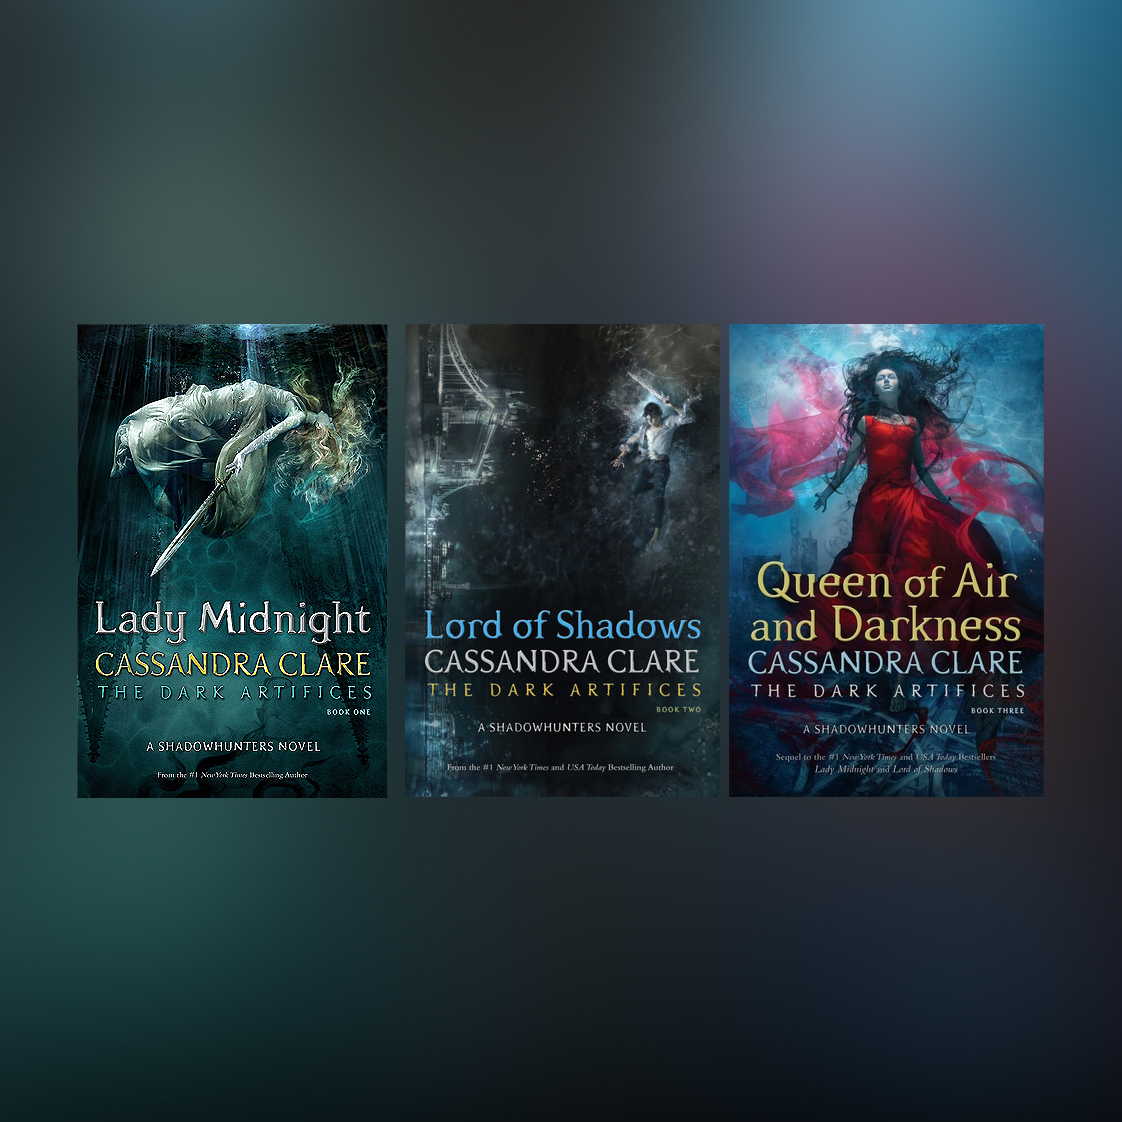 Lady Midnight
CASSANDRA CLARE
THE DARK ARTIFICES
BOOK ONE
A SHADOWHUNTERS NOVEL
From the #1 New York Times Bestselling Author
Lord of Shadows
CASSANDRA CLARE
THE DARK ARTIFICES
BOOK TWO
A SHADOWHUNTERS NOVEL
From the #1 New York Times and USA Today Bestselling Author
Queen of Air
and Darkness
CASSANDRA CLARE
THE DARK ARTIFICES
BOOK THREE
A SHADOWHUNTERS NOVEL
Sequel to the #1 New York Times and USA Today Bestsellers
Lady Midnight and Lord of Shadows